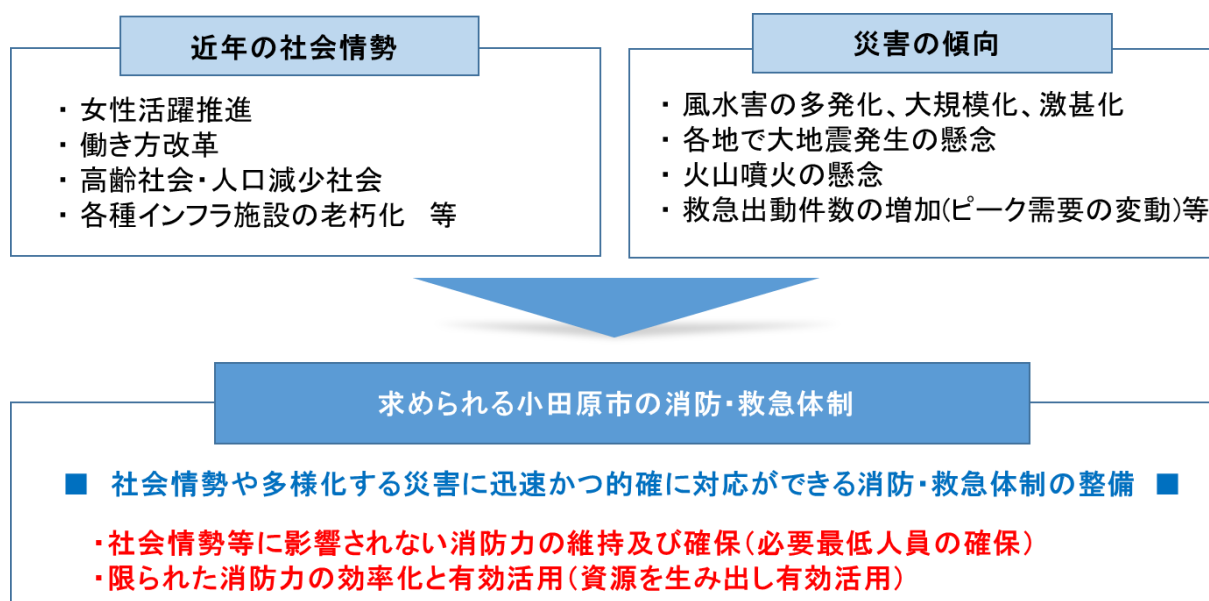 近年の社会情勢
・ 女性活躍推進
・ 働き方改革
・ 高齢社会・人口減少社会
・ 各種インフラ施設の老朽化　等
災害の傾向
・ 風水害の多発化、大規模化、激甚化
・ 各地で大地震発生の懸念
・ 火山噴火の懸念
・ 救急出動件数の増加(ピーク需要の変動)等
求められる小田原市の消防・救急体制
■ 社会情勢や多様化する災害に迅速かつ的確に対応ができる消防・救急体制の整備 ■
・社会情勢等に影響されない消防力の維持及び確保（必要最低人員の確保）
・限られた消防力の効率化と有効活用（資源を生み出し有効活用）